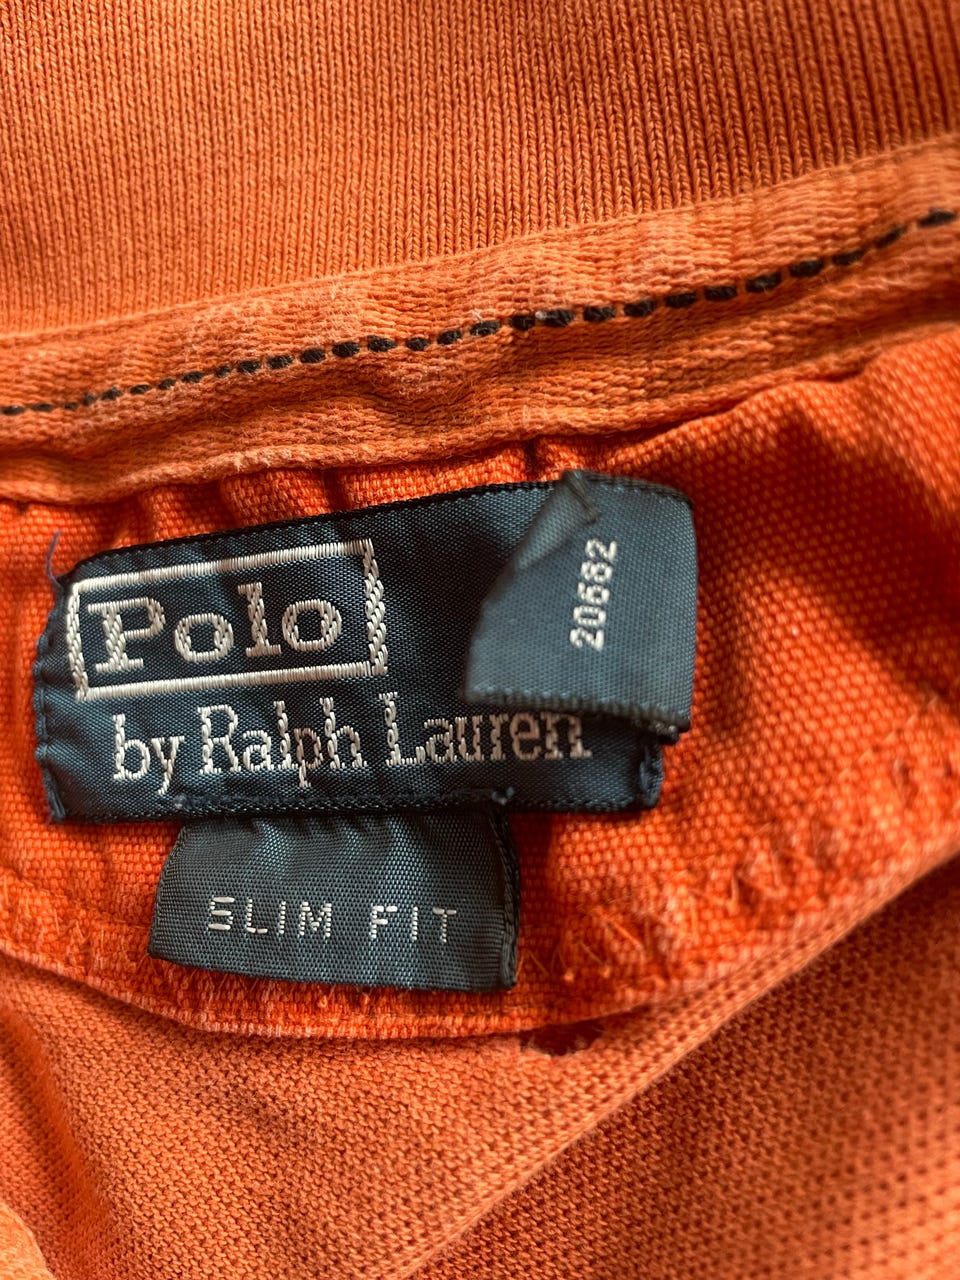 Polo
by Ralph Lauren
20682
SLIM FIT